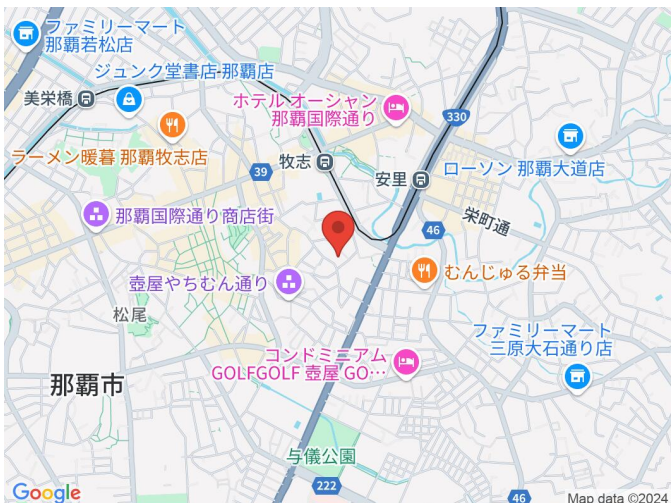 ファミリーマート
那覇若松店
ジュンク堂書店 那覇店
美栄橋
ホテル オーシャン
那覇国際通り
330
ラーメン暖暮 那覇牧志店
牧志
39
安里
ローソン 那覇大道店
栄町通
那覇国際通り商店街
46
むんじゅる弁当
壺屋やちむん通り
松尾
ファミリーマート
三原大石通り店
コンドミニアム
GOLFGOLF 壺屋 GO…
那覇市
与儀公園
222
Google
Map data ©2024